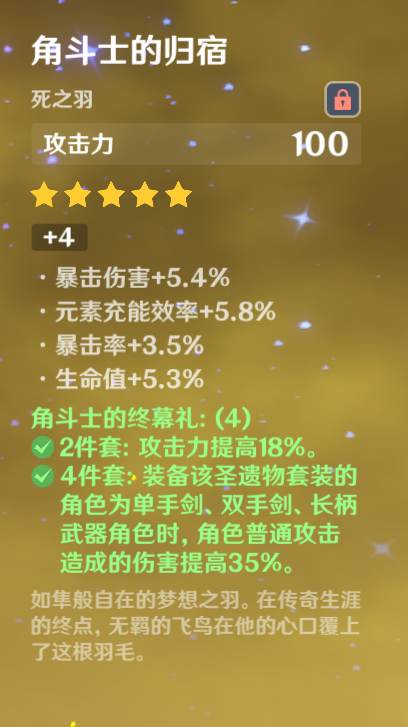 角斗士的归宿
死之羽
攻击力 100
+4
·暴击伤害+5.4%
·元素充能效率+5.8%
·暴击率+3.5%
·生命值+5.3%
角斗士的终幕礼:(4)
2件套:攻击力提高18%。
4件套:装备该圣遗物套装的
角色为单手剑、双手剑、长柄
武器角色时,角色普通攻击
造成的伤害提高35%。
如隼般自在的梦想之羽。在传奇生涯
的终点,无羁的飞鸟在他的心口覆上
了这根羽毛。